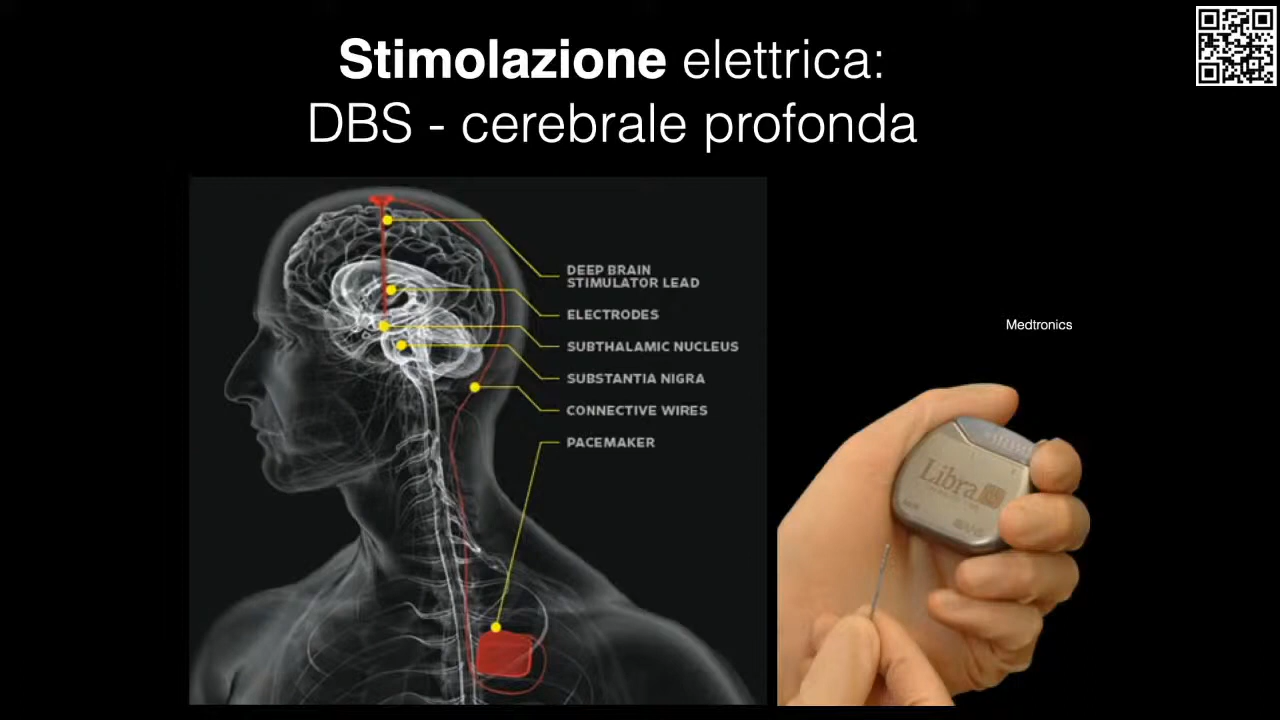 Stimolazione elettrica:
DBS - cerebrale profonda
DEEP BRAIN
STIMULATOR LEAD
ELECTRODES
SUBTHALAMIC NUCLEUS
SUBSTANTIA NIGRA
CONNECTIVE WIRES
PACEMAKER
Medtronics
Libra